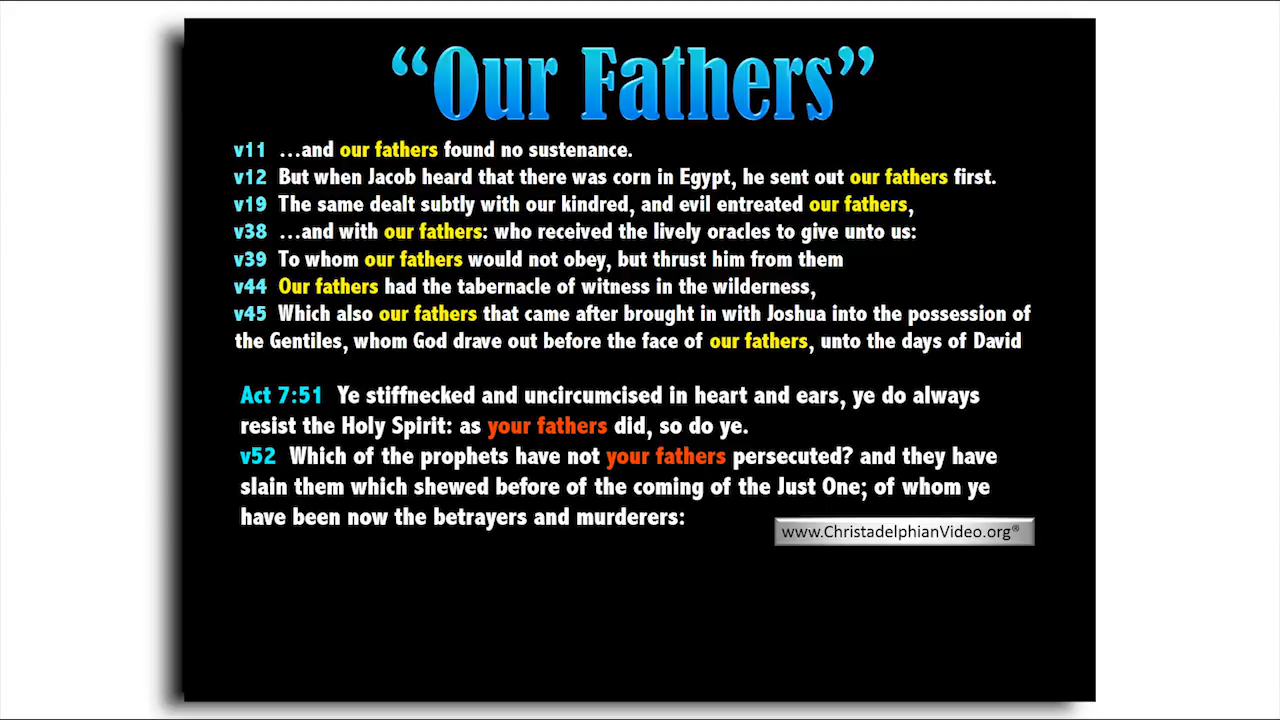 “Our Fathers”
v11 …and our fathers found no sustenance.
v12 But when Jacob heard that there was corn in Egypt, he sent out our fathers first.
v19 The same dealt subtly with our kindred, and evil entreated our fathers,
v38 …and with our fathers: who received the lively oracles to give unto us:
v39 To whom our fathers would not obey, but thrust him from them
v44 Our fathers had the tabernacle of witness in the wilderness,
v45 Which also our fathers that came after brought in with Joshua into the possession of
the Gentiles, whom God drave out before the face of our fathers, unto the days of David
Act 7:51 Ye stiffnecked and uncircumcised in heart and ears, ye do always
resist the Holy Spirit: as your fathers did, so do ye.
v52 Which of the prophets have not your fathers persecuted? and they have
slain them which shewed before of the coming of the Just One; of whom ye
have been now the betrayers and murderers:
www.ChristadelphianVideo.org®